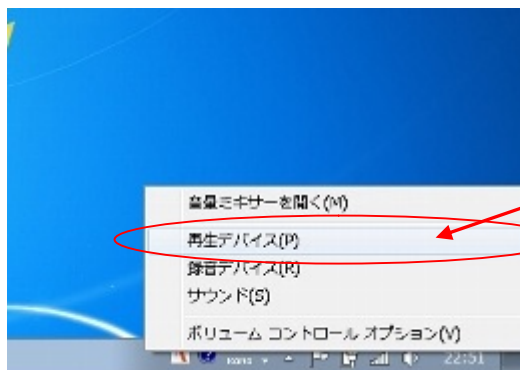 音量ミキサーを開く(M)
再生デバイス(P)
録音デバイス(R)
サウンド(S)
ボリューム コントロール オプション(V)
KANA
22:51